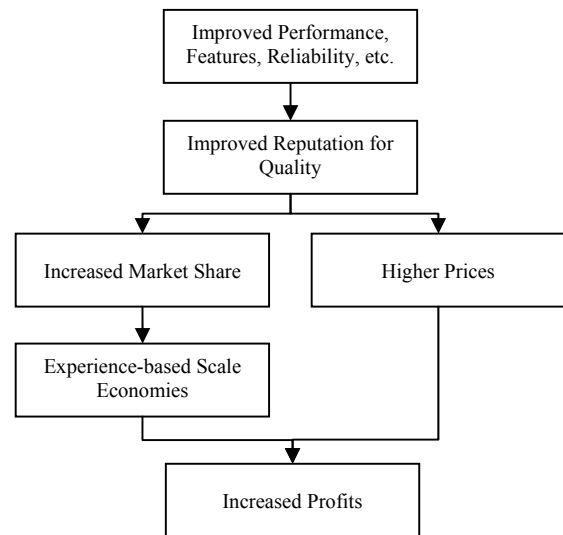 Improved Performance,
Features, Reliability, etc.
Improved Reputation for
Quality
Increased Market Share
Higher Prices
Experience-based Scale
Economies
Increased Profits